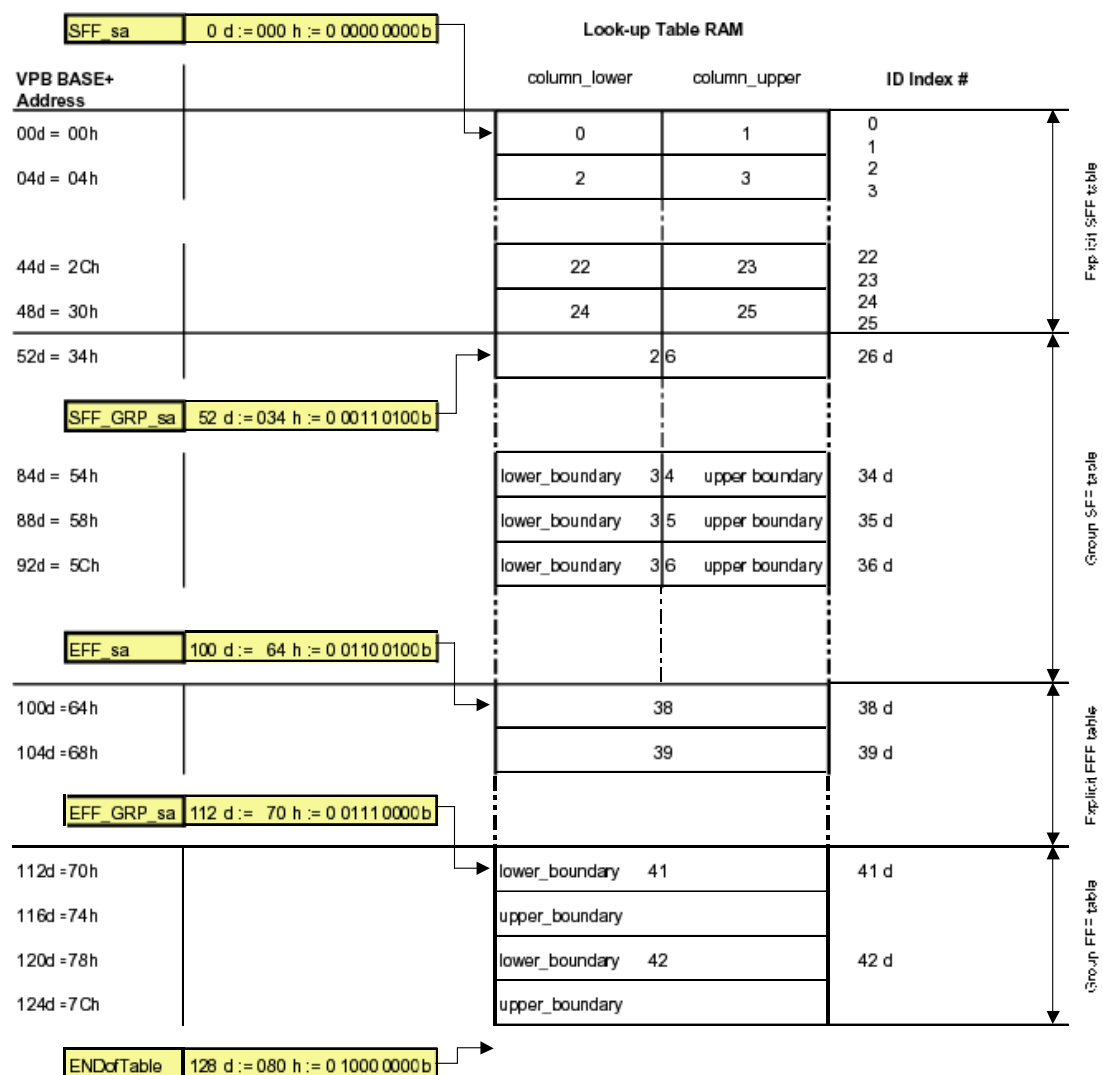 SFF_sa 0 d := 000 h := 0 0000 0000 b
Look-up Table RAM
VPB BASE+ Address
column_lower column_upper ID Index #
00d = 00h 0 1 0
1
04d = 04h 2 3 2
3
Explicit SFF table
44d = 2Ch 22 23 22
23
48d = 30h 24 25 24
25
52d = 34h 26 26 d
SFF_GRP_sa 52 d := 034 h := 0 0011 0100 b
84d = 54h lower_boundary 34 upper boundary 34 d
Group SFF table
88d = 58h lower_boundary 35 upper boundary 35 d
92d = 5Ch lower_boundary 36 upper boundary 36 d
EFF_sa 100 d := 64 h := 0 0110 0100 b
100d = 64h 38 38 d
104d = 68h 39 39 d
Explicit EFF table
EFF_GRP_sa 112 d := 70 h := 0 0111 0000 b
112d = 70h lower_boundary 41 41 d
116d = 74h upper_boundary
Group EFF table
120d = 78h lower_boundary 42 42 d
124d = 7Ch upper_boundary
ENDofTable 128 d := 080 h := 0 1000 0000 b